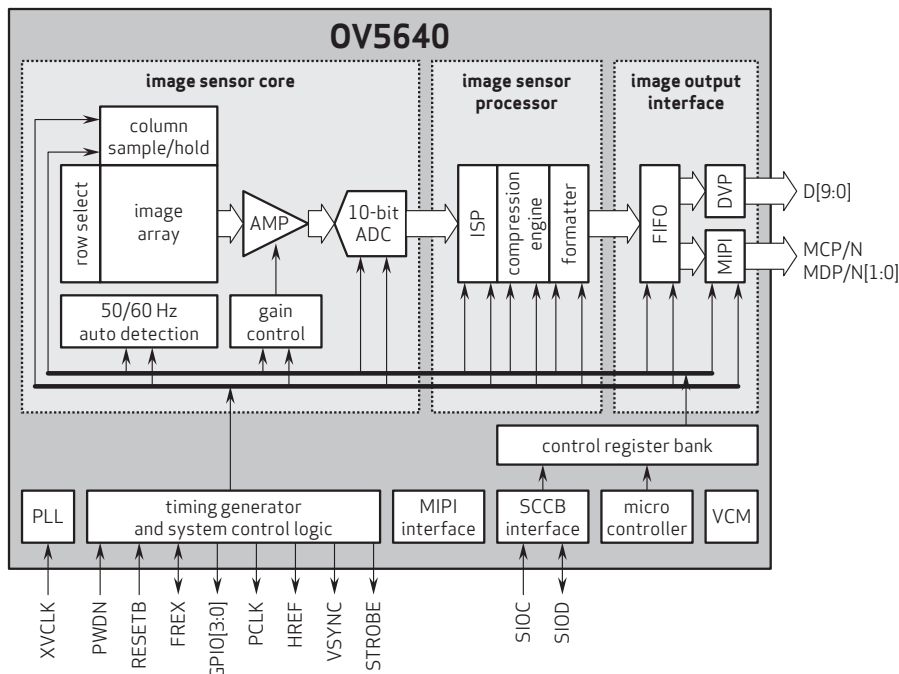 OV5640
image sensor core
image sensor
processor
image output
interface
column
sample/hold
row select
image
array
AMP
10-bit
ADC
ISP
compression
engine
formatter
FIFO
DVP
MIPI
D[9:0]
MCP/N
MDP/N[1:0]
50/60 Hz
auto detection
gain
control
control register bank
PLL
timing generator
and system control logic
MIPI
interface
SCCB
interface
micro
controller
VCM
XVCLK
PWDN
RESETB
FREX
GPIO[3:0]
PCLK
HREF
VSYNC
STROBE
SIOC
SIOD